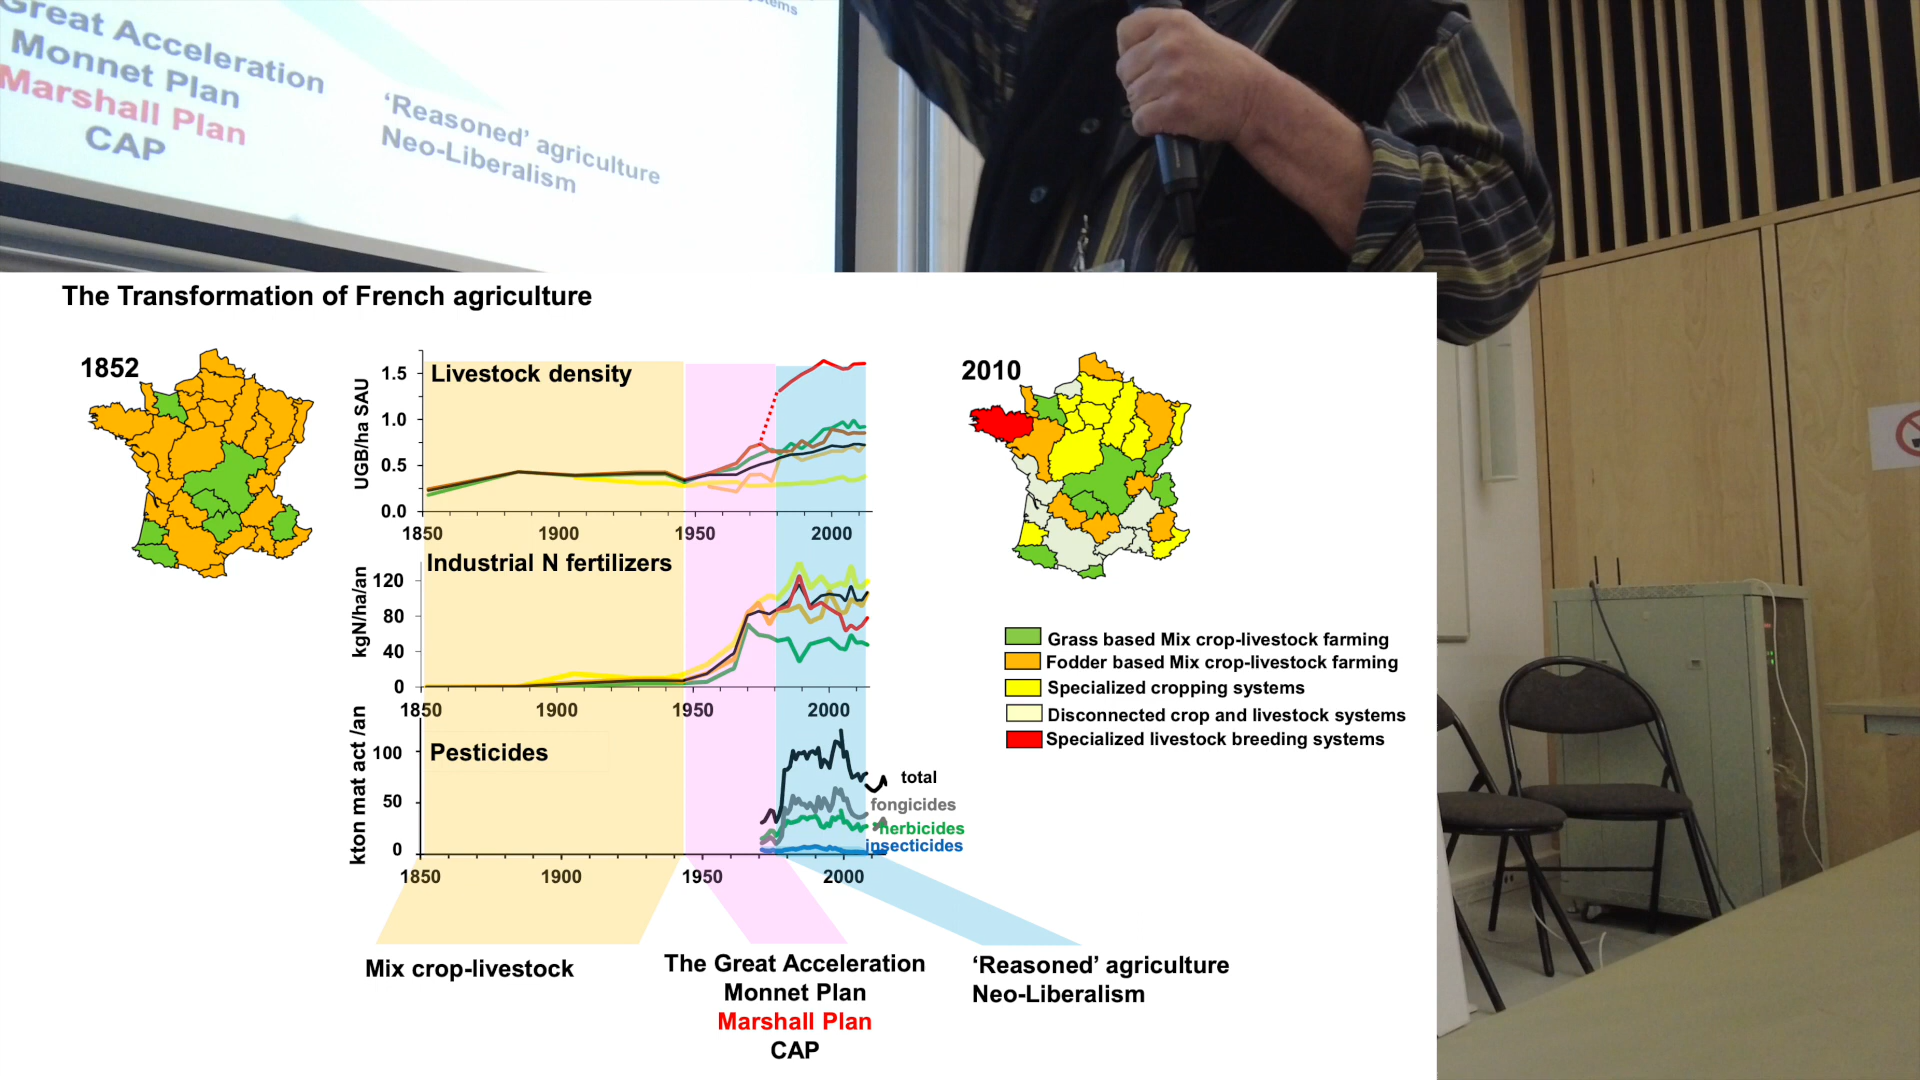 Great Acceleration
Monnet Plan
Marshall Plan
CAP
'Reasoned' agriculture
Neo-Liberalism
The Transformation of French agriculture
1852
2010
Livestock density
UGB/ha SAU
1.5
1.0
0.5
0.0
1850 1900 1950 2000
Industrial N fertilizers
kgN/ha/an
120
80
40
0
1850 1900 1950 2000
Pesticides
kton mat act /an
100
50
0
1850 1900 1950 2000
total
fongicides
herbicides
insecticides
Grass based Mix crop-livestock farming
Fodder based Mix crop-livestock farming
Specialized cropping systems
Disconnected crop and livestock systems
Specialized livestock breeding systems
Mix crop-livestock
The Great Acceleration
Monnet Plan
Marshall Plan
CAP
‘Reasoned’ agriculture
Neo-Liberalism